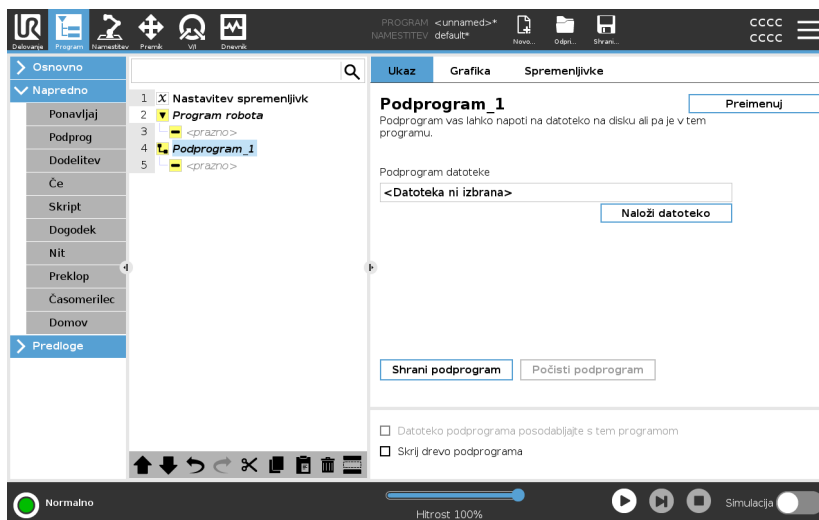 PROGRAM <unnamed>*
NAMESTITEV default*
cccc
cccc
Delovanje Program Namestitev Premik V/I Dnevnik Novo... Odpri... Shrani...
Osnovno
Napredno
Ponavljaj
Podprog
Dodelitev
Če
Skript
Dogodek
Nit
Preklop
Časomerilec
Domov
Predloge
1 X Nastavitev spremenljivk
2 Program robota
3 <prazno>
4 Podprogram_1
5 <prazno>
Ukaz Grafika Spremenljivke
Podprogram_1
Preimenuj
Podprogram vas lahko napoti na datoteko na disku ali pa je v tem
programu.
Podprogram datoteke
<Datoteka ni izbrana>
Naloži datoteko
Shrani podprogram Počisti podprogram
Datoteko podprograma posodabljajte s tem programom
Skrij drevo podprograma
Normalno
Hitrost 100%
Simulacija